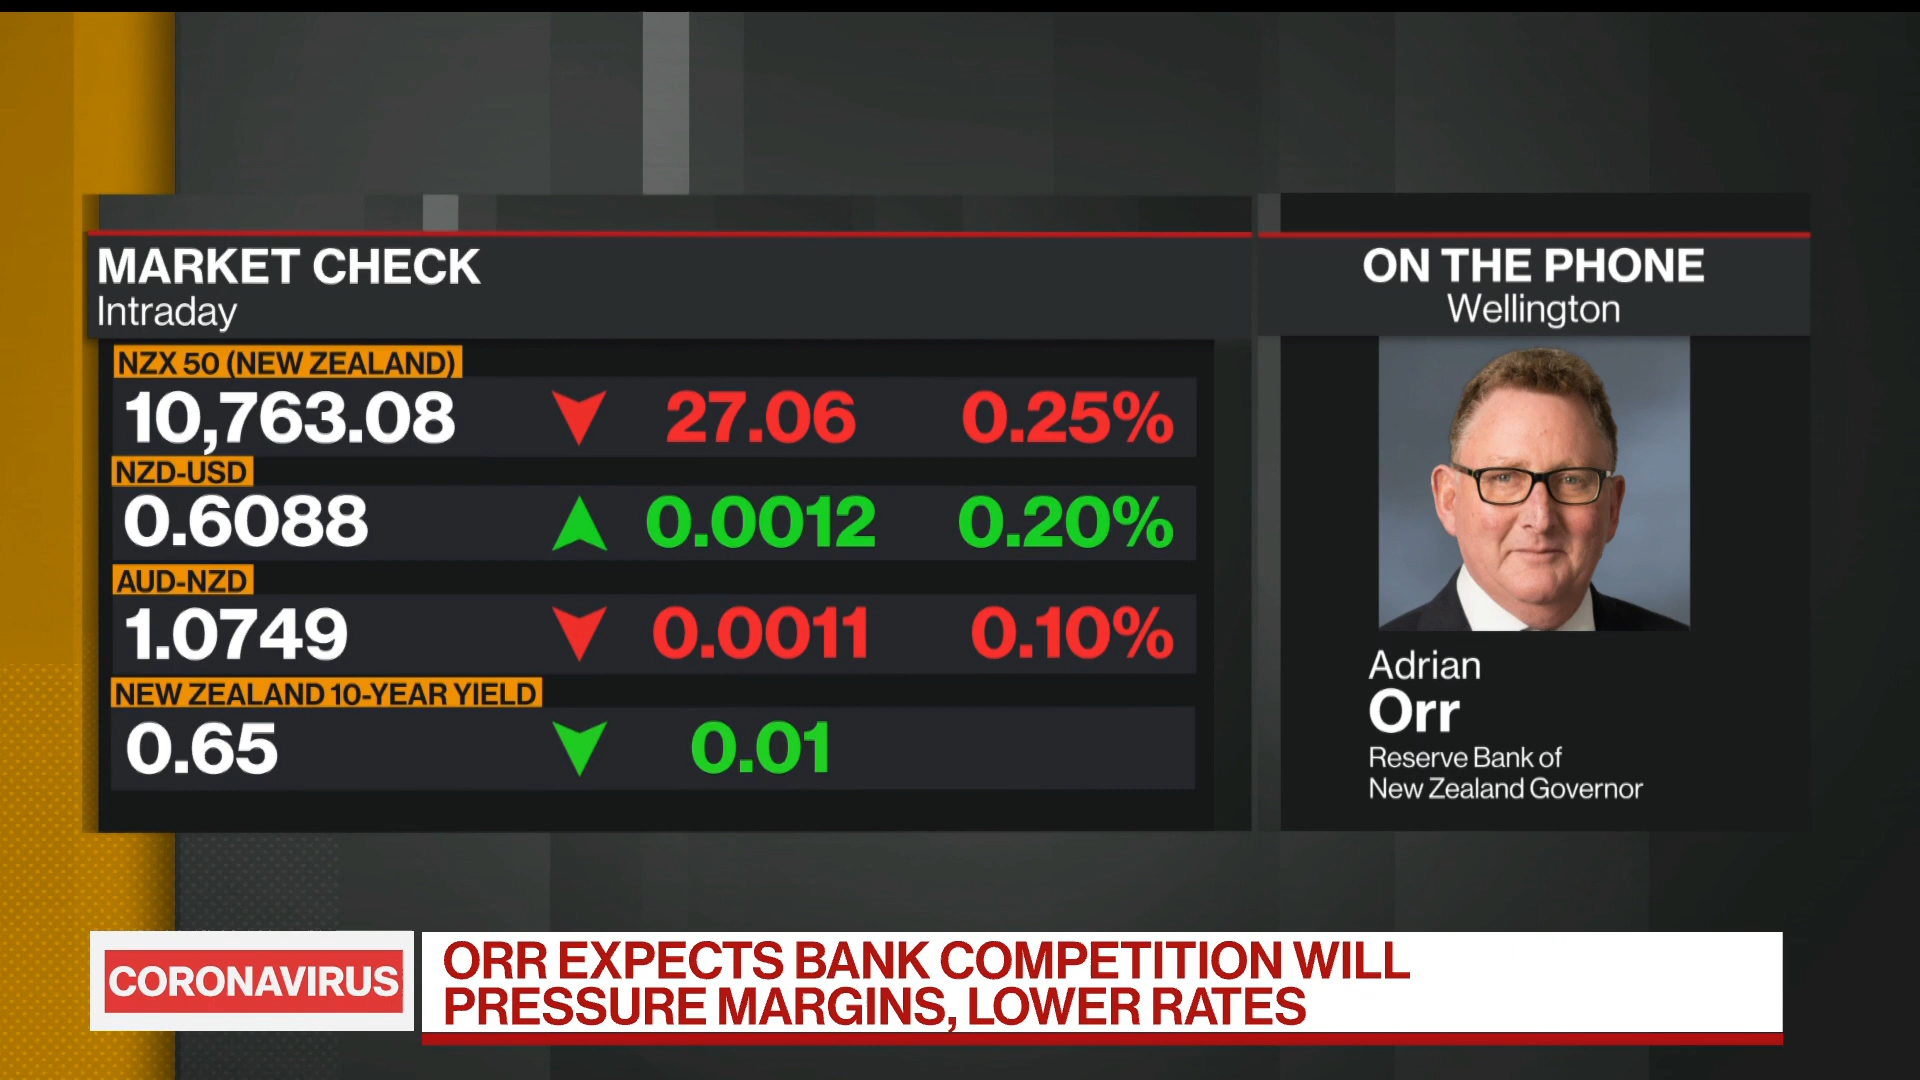 MARKET CHECK
Intraday
NZX 50 (NEW ZEALAND)
10,763.08 27.06 0.25%
NZD-USD
0.6088 0.0012 0.20%
AUD-NZD
1.0749 0.0011 0.10%
NEW ZEALAND 10-YEAR YIELD
0.65 0.01
ON THE PHONE
Wellington
Adrian
Orr
Reserve Bank of
New Zealand Governor
CORONAVIRUS
ORR EXPECTS BANK COMPETITION WILL
PRESSURE MARGINS, LOWER RATES